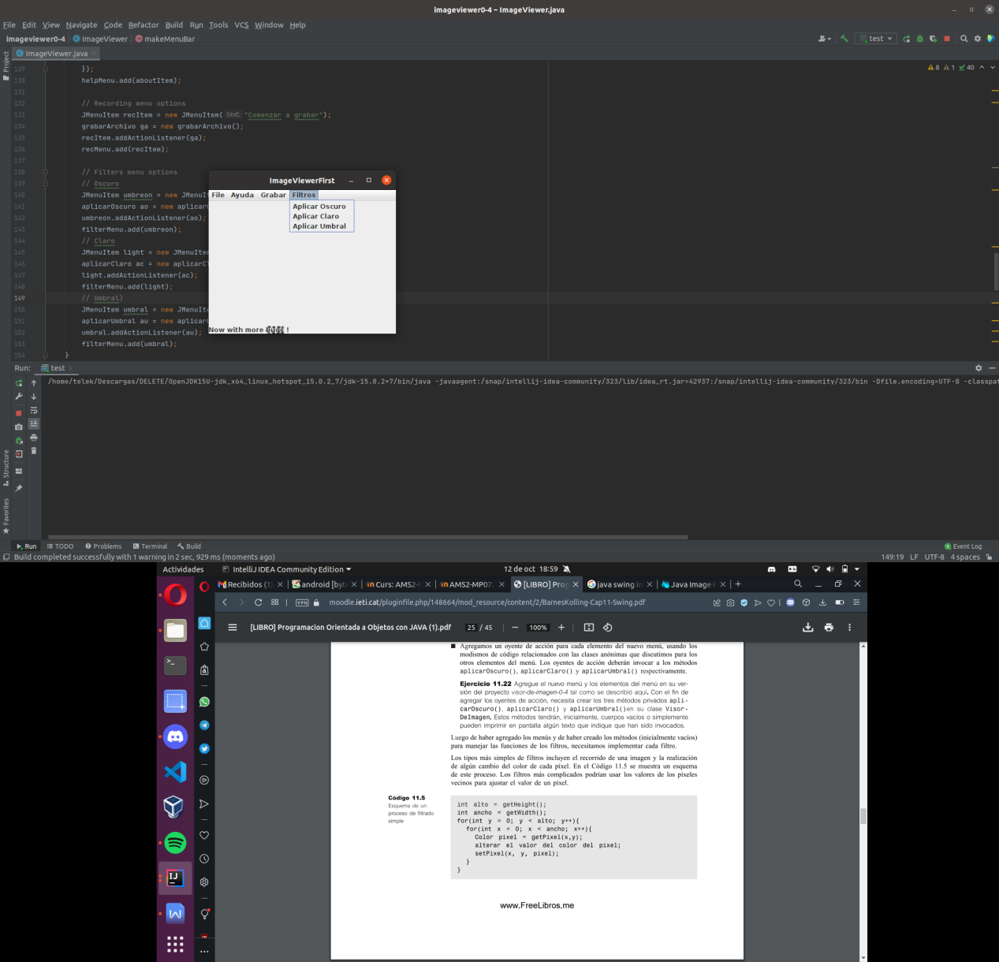 imageviewer0-4 – ImageViewer.java
File Edit View Navigate Code Refactor Build Run Tools VCS Window Help
imageviewer0-4 ImageViewer makeMenuBar
test
ImageViewer.java
Project
8 1 40
129 });
130 helpMenu.add(aboutItem);
131
132 // Recording menu options
133 JMenuItem recItem = new JMenuItem( text: "Comenzar a grabar");
134 grabarArchivo ga = new grabarArchivo();
135 recItem.addActionListener(ga);
136 recMenu.add(recItem);
137
138 // Filters menu options
139 // Oscuro
140 JMenuItem umbreon = new JMenuI
141 aplicarOscuro ao = new aplicar
142 umbreon.addActionListener(ao);
143 filterMenu.add(umbreon);
144 // Claro
145 JMenuItem light = new JMenuIte
146 aplicarClaro ac = new aplicarC
147 light.addActionListener(ac);
148 filterMenu.add(light);
149 // Umbral)
150 JMenuItem umbral = new JMenuIt
151 aplicarUmbral au = new aplicar
152 umbral.addActionListener(au);
153 filterMenu.add(umbral);
154 }
ImageViewerFirst
File Ayuda Grabar Filtros
Aplicar Oscuro
Aplicar Claro
Aplicar Umbral
Now with more !
Run: test
/home/telek/Descargas/DELETE/OpenJDK15U-jdk_x64_linux_hotspot_15.0.2_7/jdk-15.0.2+7/bin/java -javaagent:/snap/intellij-idea-community/323/lib/idea_rt.jar=42937:/snap/intellij-idea-community/323/bin -Dfile.encoding=UTF-8 -classpat
Structure
Favorites
Run TODO Problems Terminal Build
1 Event Log
Build completed successfully with 1 warning in 2 sec, 929 ms (moments ago)
149:19 LF UTF-8 4 spaces
Actividades IntelliJ IDEA Community Edition 12 de oct 18:59
Recibidos (1) android [byt Curs: AMS2- AMS2-MP07: [LIBRO] Prog java swing in Java Image
VPN moodle.ieti.cat/pluginfile.php/148664/mod_resource/content/2/BarnesKolling-Cap11-Swing.pdf
[LIBRO] Programacion Orientada a Objetos con JAVA (1).pdf 25 / 45 100%
■ Agregamos un oyente de acción para cada elemento del nuevo menú, usando los
modismos de código relacionados con las clases anónimas que discutimos para los
otros elementos del menú. Los oyentes de acción deberán invocar a los métodos
aplicarOscuro(), aplicarClaro() y aplicarUmbral() respectivamente.
Ejercicio 11.22 Agregue el nuevo menú y los elementos del menú en su ver-
sión del proyecto visor-de-imagen-0-4 tal como se describió aquí. Con el fin de
agregar los oyentes de acción, necesita crear los tres métodos privados apli-
carOscuro(), aplicarClaro() y aplicarUmbral()en su clase Visor-
DeImagen. Estos métodos tendrán, inicialmente, cuerpos vacíos o simplemente
pueden imprimir en pantalla algún texto que indique que han sido invocados.
Luego de haber agregado los menús y de haber creado los métodos (inicialmente vacíos)
para manejar las funciones de los filtros, necesitamos implementar cada filtro.
Los tipos más simples de filtros incluyen el recorrido de una imagen y la realización
de algún cambio del color de cada píxel. En el Código 11.5 se muestra un esquema
de este proceso. Los filtros más complicados podrían usar los valores de los píxeles
vecinos para ajustar el valor de un píxel.
Código 11.5
Esquema de un
proceso de filtrado
simple
int alto = getHeight();
int ancho = getWidth();
for(int y = 0; y < alto; y++){
for(int x = 0; x < ancho; x++){
Color pixel = getPixel(x,y);
alterar el valor del color del pixel;
setPixel(x, y, pixel);
}
}
www.FreeLibros.me